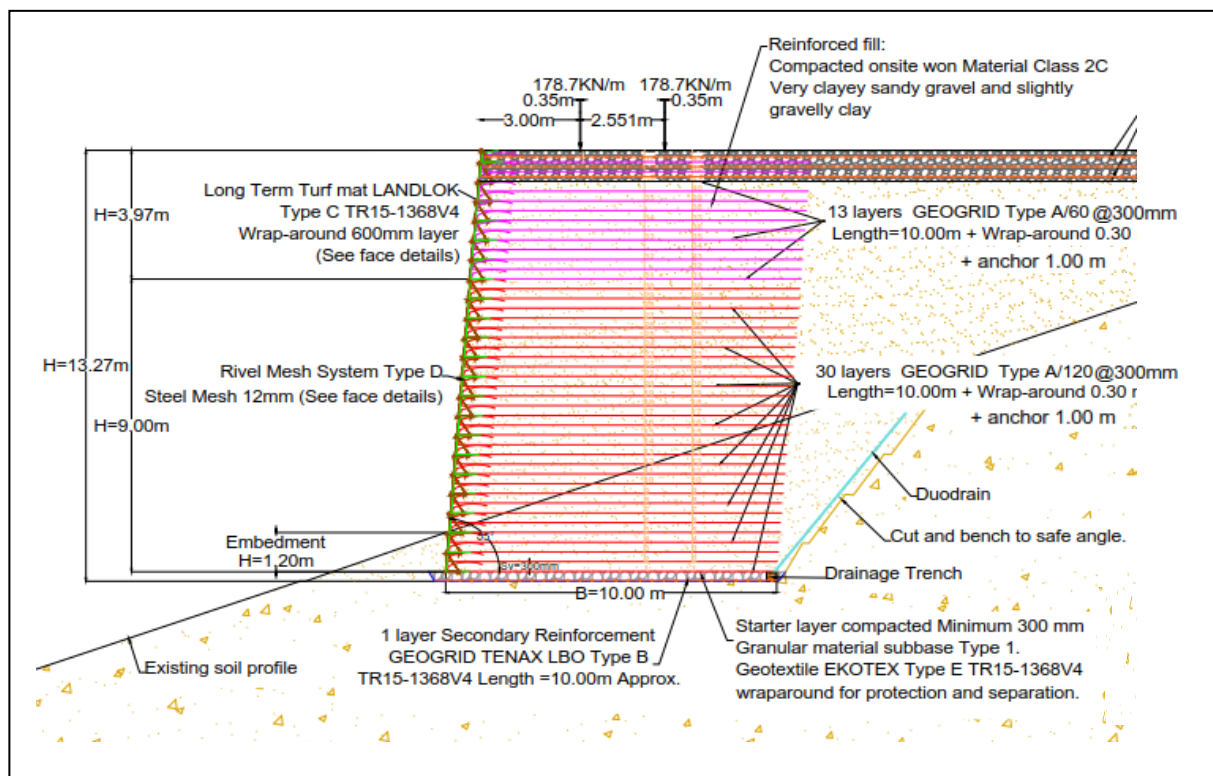 Reinforced fill:
Compacted onsite won Material Class 2C
Very clayey sandy gravel and slightly
gravelly clay
178.7KN/m 178.7KN/m
0.35m 0.35m
3.00m 2.551m
Long Term Turf mat LANDLOK
Type C TR15-1368V4
Wrap-around 600mm layer
(See face details)
H=3,97m
13 layers GEOGRID Type A/60 @300mm
Length=10.00m + Wrap-around 0.30
+ anchor 1.00 m
H=13.27m
Rivel Mesh System Type D
Steel Mesh 12mm (See face details)
H=9,00m
30 layers GEOGRID Type A/120 @300mm
Length=10.00m + Wrap-around 0.30
+ anchor 1.00 m
Duodrain
Cut and bench to safe angle.
Embedment
H=1,20m
Sv=300mm
Drainage Trench
B=10.00 m
1 layer Secondary Reinforcement
GEOGRID TENAX LBO Type B
TR15-1368V4 Length =10.00m Approx.
Starter layer compacted Minimum 300 mm
Granular material subbase Type 1.
Geotextile EKOTEX Type E TR15-1368V4
wraparound for protection and separation.
Existing soil profile